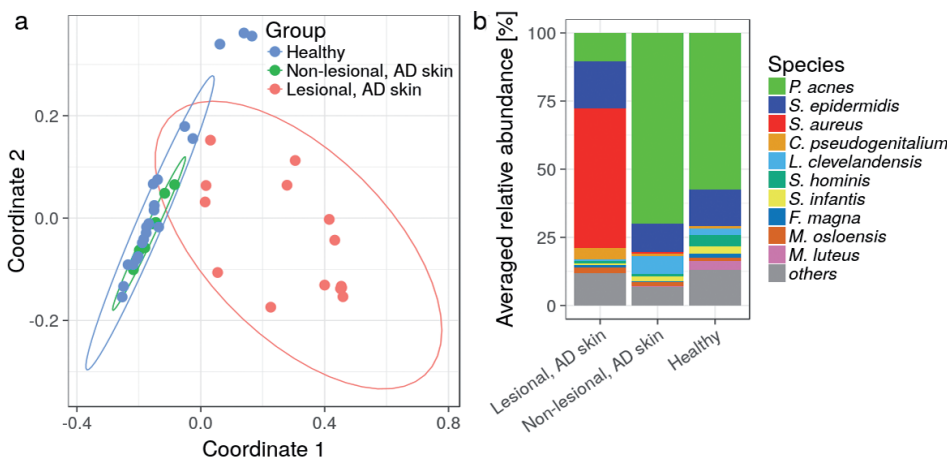 a
Group
Healthy
Non-lesional, AD skin
Lesional, AD skin
0.2
0.0
-0.2
-0.4
0.0
0.4
0.8
Coordinate 1
Coordinate 2
b
Averaged relative abundance [%]
100
75
50
25
0
Lesional, AD skin
Non-lesional, AD skin
Healthy
Species
P. acnes
S. epidermidis
S. aureus
C. pseudogenitalium
L. clevelandensis
S. hominis
S. infantis
F. magna
M. osloensis
M. luteus
others